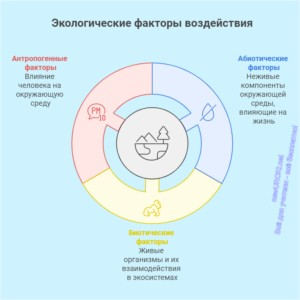 Экологические факторы воздействия
Антропогенные
факторы
Влияние
человека на
окружающую
среду
Абиотические
факторы
Неживые
компоненты
окружающей
среды,
влияющие на
жизнь
PM
10
Биотические
факторы
Живые
организмы и их
взаимодействия
в экосистемах